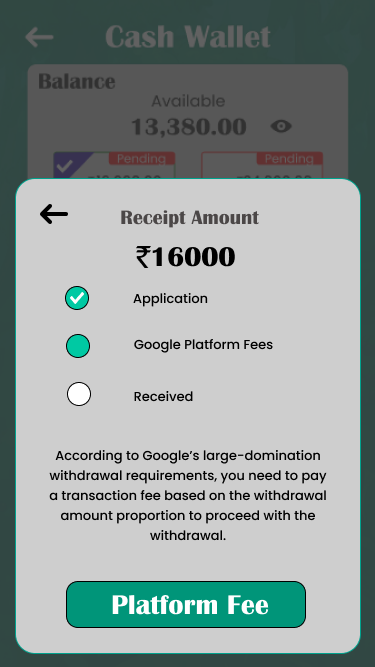 Cash Wallet
Balance
Available
13,380.00
Pending
Pending
Receipt Amount
₹16000
Application
Google Platform Fees
Received
According to Google’s large-domination
withdrawal requirements, you need to pay
a transaction fee based on the withdrawal
amount proportion to proceed with the
withdrawal.
Platform Fee